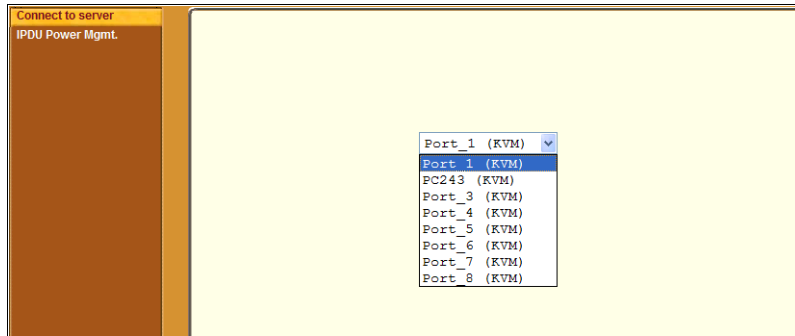 Connect to server
IPDU Power Mgmt.
Port_1 (KVM)
Port_1 (KVM)
PC243 (KVM)
Port_3 (KVM)
Port_4 (KVM)
Port_5 (KVM)
Port_6 (KVM)
Port_7 (KVM)
Port_8 (KVM)